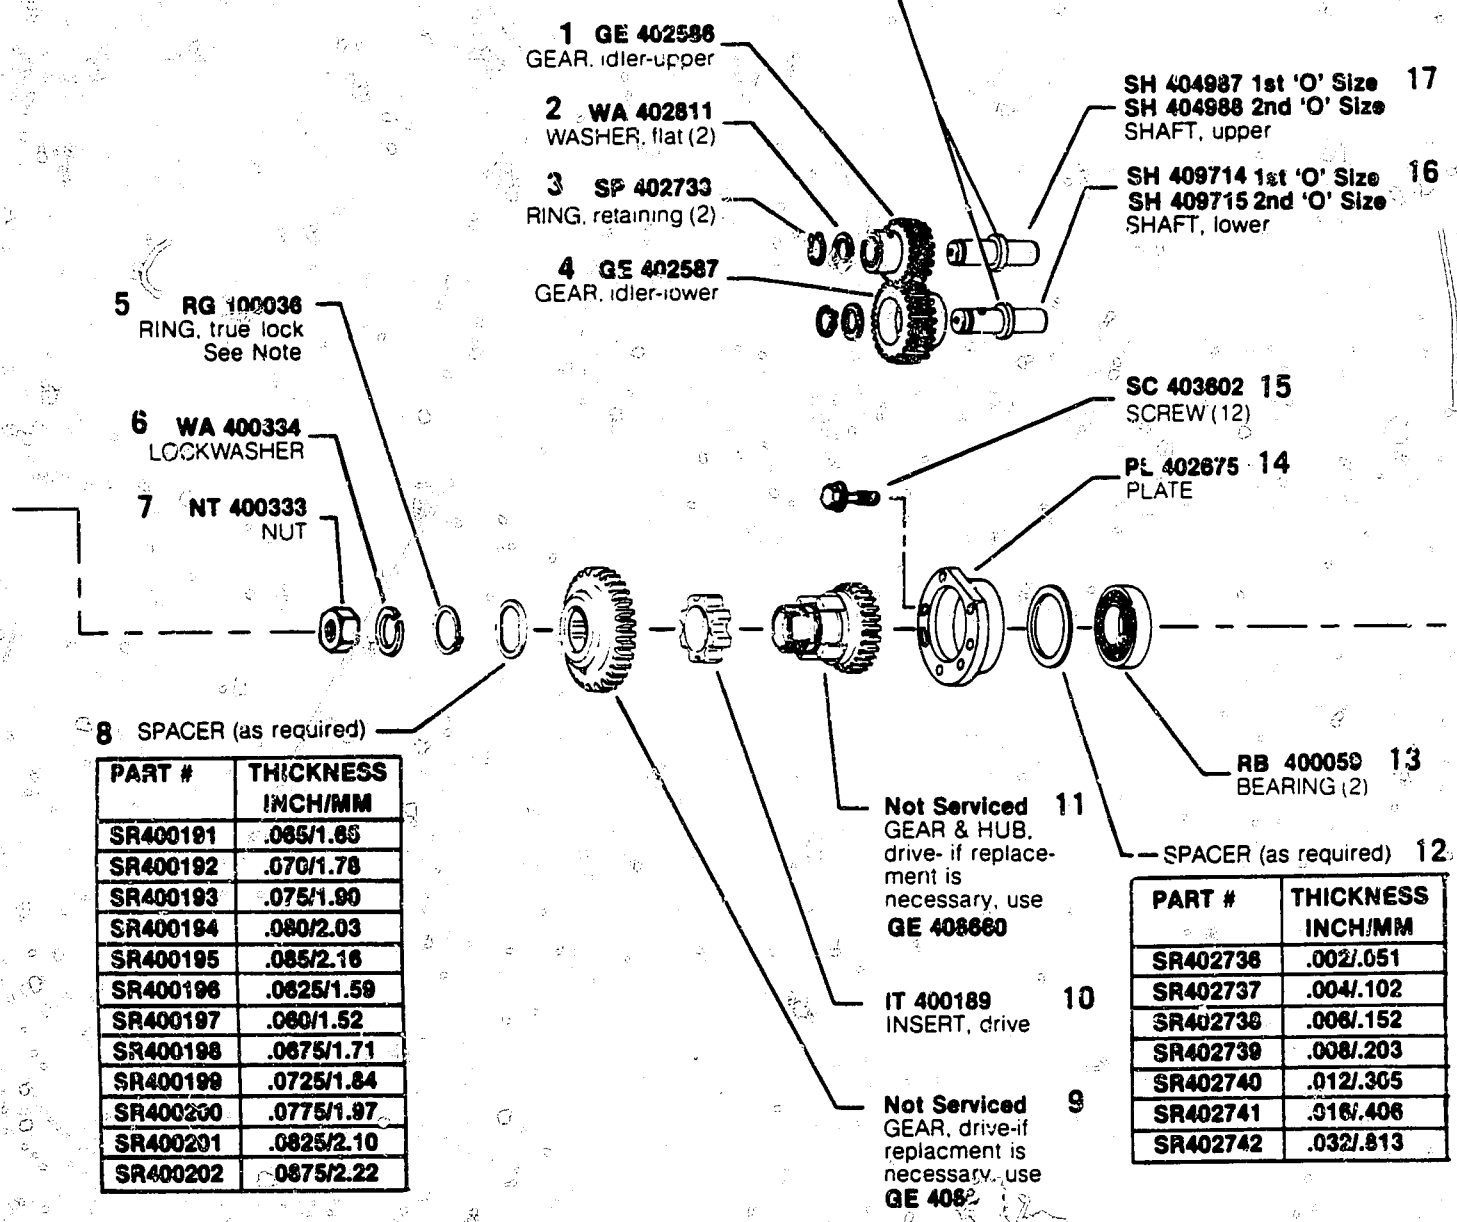 1 GE 402586
GEAR, idler-upper
2 WA 402811
WASHER, flat (2)
3 SP 402733
RING, retaining (2)
4 GE 402587
GEAR, idler-lower
5 RG 100036
RING, true lock
See Note
6 WA 400334
LOCKWASHER
7 NT 400333
NUT
SH 404987 1st 'O' Size 17
SH 404988 2nd 'O' Size
SHAFT, upper
SH 409714 1st 'O' Size 16
SH 409715 2nd 'O' Size
SHAFT, lower
SC 403602 15
SCREW (12)
PL 402675 14
PLATE
RB 400059 13
BEARING (2)
8 SPACER (as required)
PART # THICKNESS
INCH/MM
SR400191 .065/1.65
SR400192 .070/1.78
SR400193 .075/1.90
SR400194 .080/2.03
SR400195 .085/2.16
SR400196 .0625/1.59
SR400197 .060/1.52
SR400198 .0675/1.71
SR400199 .0725/1.84
SR400200 .0775/1.97
SR400201 .0825/2.10
SR400202 .0875/2.22
Not Serviced 11
GEAR & HUB,
drive- if replace-
ment is
necessary, use
GE 408660
IT 400189 10
INSERT, drive
Not Serviced 9
GEAR, drive-if
replacment is
necessary, use
GE
SPACER (as required) 12
PART # THICKNESS
INCH/MM
SR402736 .002/.051
SR402737 .004/.102
SR402738 .006/.152
SR402739 .008/.203
SR402740 .012/.305
SR402741 .016/.406
SR402742 .032/.813